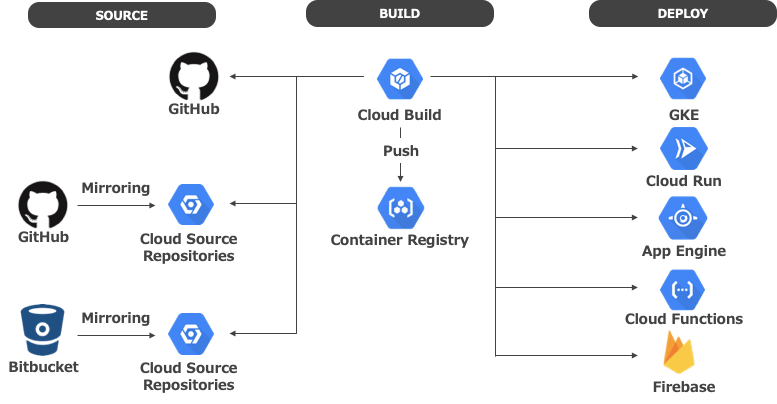 SOURCE
BUILD
DEPLOY
GitHub
Mirroring
GitHub
Cloud Source
Repositories
Mirroring
Bitbucket
Cloud Source
Repositories
Cloud Build
Push
Container Registry
GKE
Cloud Run
App Engine
Cloud Functions
Firebase